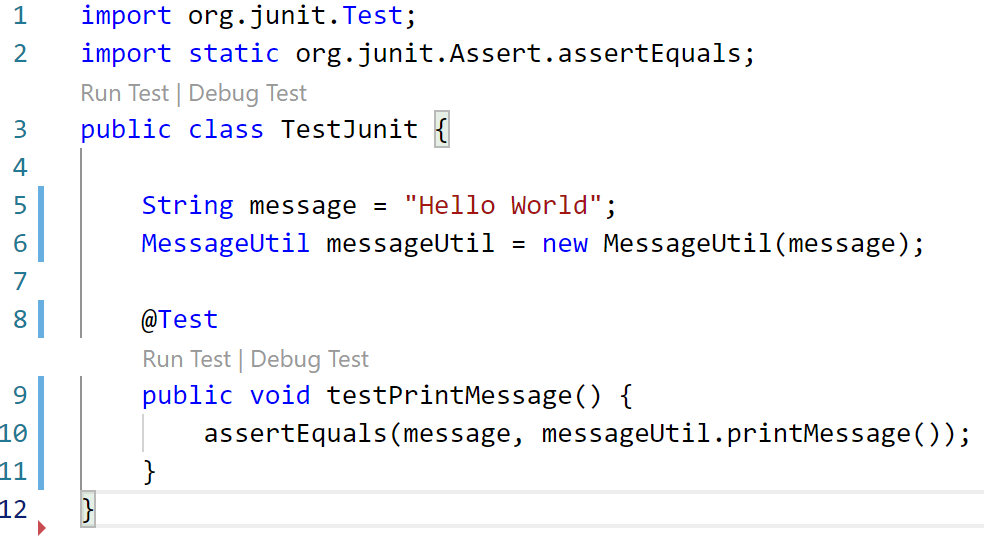 1 import org.junit.Test;
2 import static org.junit.Assert.assertEquals;
Run Test | Debug Test
3 public class TestJunit {
4
5 String message = "Hello World";
6 MessageUtil messageUtil = new MessageUtil(message);
7
8 @Test
Run Test | Debug Test
9 public void testPrintMessage() {
10 assertEquals(message, messageUtil.printMessage());
11 }
12 }